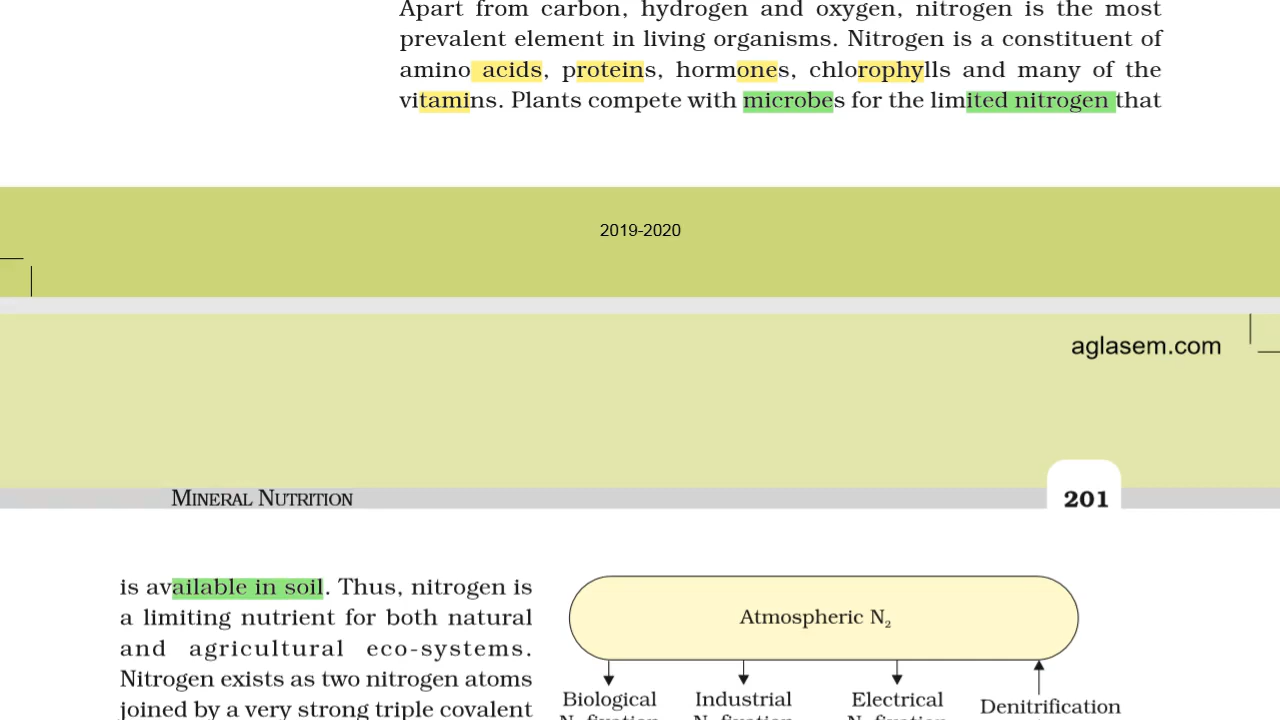 Apart from carbon, hydrogen and oxygen, nitrogen is the most
prevalent element in living organisms. Nitrogen is a constituent of
amino acids, proteins, hormones, chlorophylls and many of the
vitamins. Plants compete with microbes for the limited nitrogen that
2019-2020
aglasem.com
MINERAL NUTRITION
201
is available in soil. Thus, nitrogen is
a limiting nutrient for both natural
and agricultural eco-systems.
Nitrogen exists as two nitrogen atoms
joined by a very strong triple covalent
Atmospheric N₂
Biological Industrial Electrical Denitrification